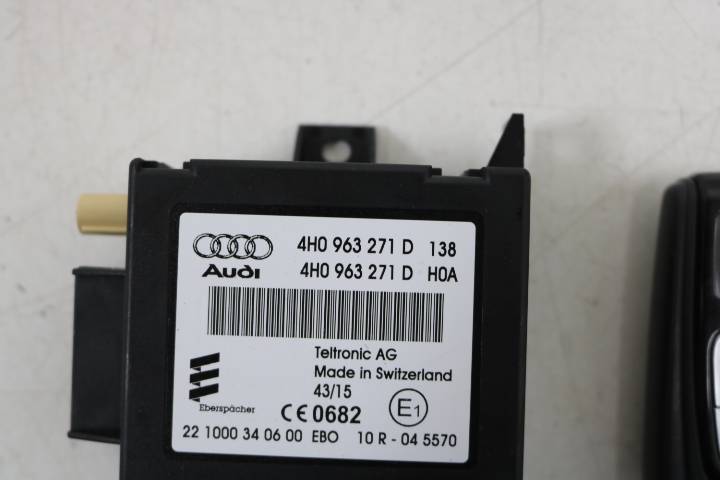 4H0 963 271 D 138
Audi 4H0 963 271 D H0A
Teltronic AG
Made in Switzerland
43/15
Eberspächer
CE 0682 E1
22 1000 34 06 00 EBO 10 R - 04 5570